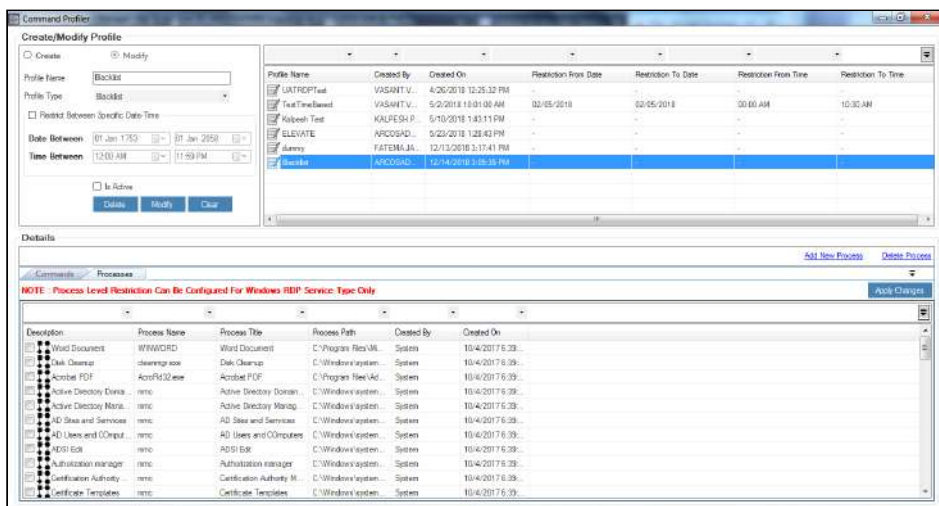 Command Profiler
Create/Modify Profile
Create Modify
Profile Name Blacklist
Profile Type Blacklist
Restrict Between Specific Date-Time
Date Between 01 Jan 1753 01 Jan 2058
Time Between 12:00 AM 11:59 PM
Is Active
Delete Modify Clear
Profile Name Created By Created On Restriction From Date Restriction To Date Restriction From Time Restriction To Time
UATRDPTest VASANT.V... 4/26/2018 12:25:32 PM - - - -
TestTimeBased VASANT.V... 5/2/2018 10:01:00 AM 02/05/2018 02/05/2018 00:00 AM 10:30 AM
Kalpesh Test KALPESH.P... 5/10/2018 1:43:11 PM - - - -
ELEVATE ARCOSAD... 5/23/2018 1:28:43 PM - - - -
dummy FATEMA.JA... 12/13/2018 3:17:41 PM - - - -
Blacklist ARCOSAD... 12/14/2018 3:09:35 PM - - - -
Details
Add New Process Delete Process
Commands Processes
NOTE : Process Level Restriction Can Be Configured For Windows RDP Service Type Only
Apply Changes
Description Process Name Process Title Process Path Created By Created On
Word Document WINWORD Word Document C:\Program Files\Mi... System 10/4/2017 6:39:...
Disk Cleanup cleanmgr.exe Disk Cleanup C:\Windows\system... System 10/4/2017 6:39:...
Acrobat PDF AcroRd32.exe Acrobat PDF C:\Program Files\Ad... System 10/4/2017 6:39:...
Active Directory Doma... mmc Active Directory Domain... C:\Windows\system... System 10/4/2017 6:39:...
Active Directory Mana... mmc Active Directory Manag... C:\Windows\system... System 10/4/2017 6:39:...
AD Sites and Services mmc AD Sites and Services C:\Windows\system... System 10/4/2017 6:39:...
AD Users and COmput... mmc AD Users and COmputers C:\Windows\system... System 10/4/2017 6:39:...
ADSI Edit mmc ADSI Edit C:\Windows\system... System 10/4/2017 6:39:...
Authorization manager mmc Authorization manager C:\Windows\system... System 10/4/2017 6:39:...
Certification Authority ... mmc Certification Authority M... C:\Windows\system... System 10/4/2017 6:39:...
Certificate Templates mmc Certificate Templates C:\Windows\system... System 10/4/2017 6:39:...